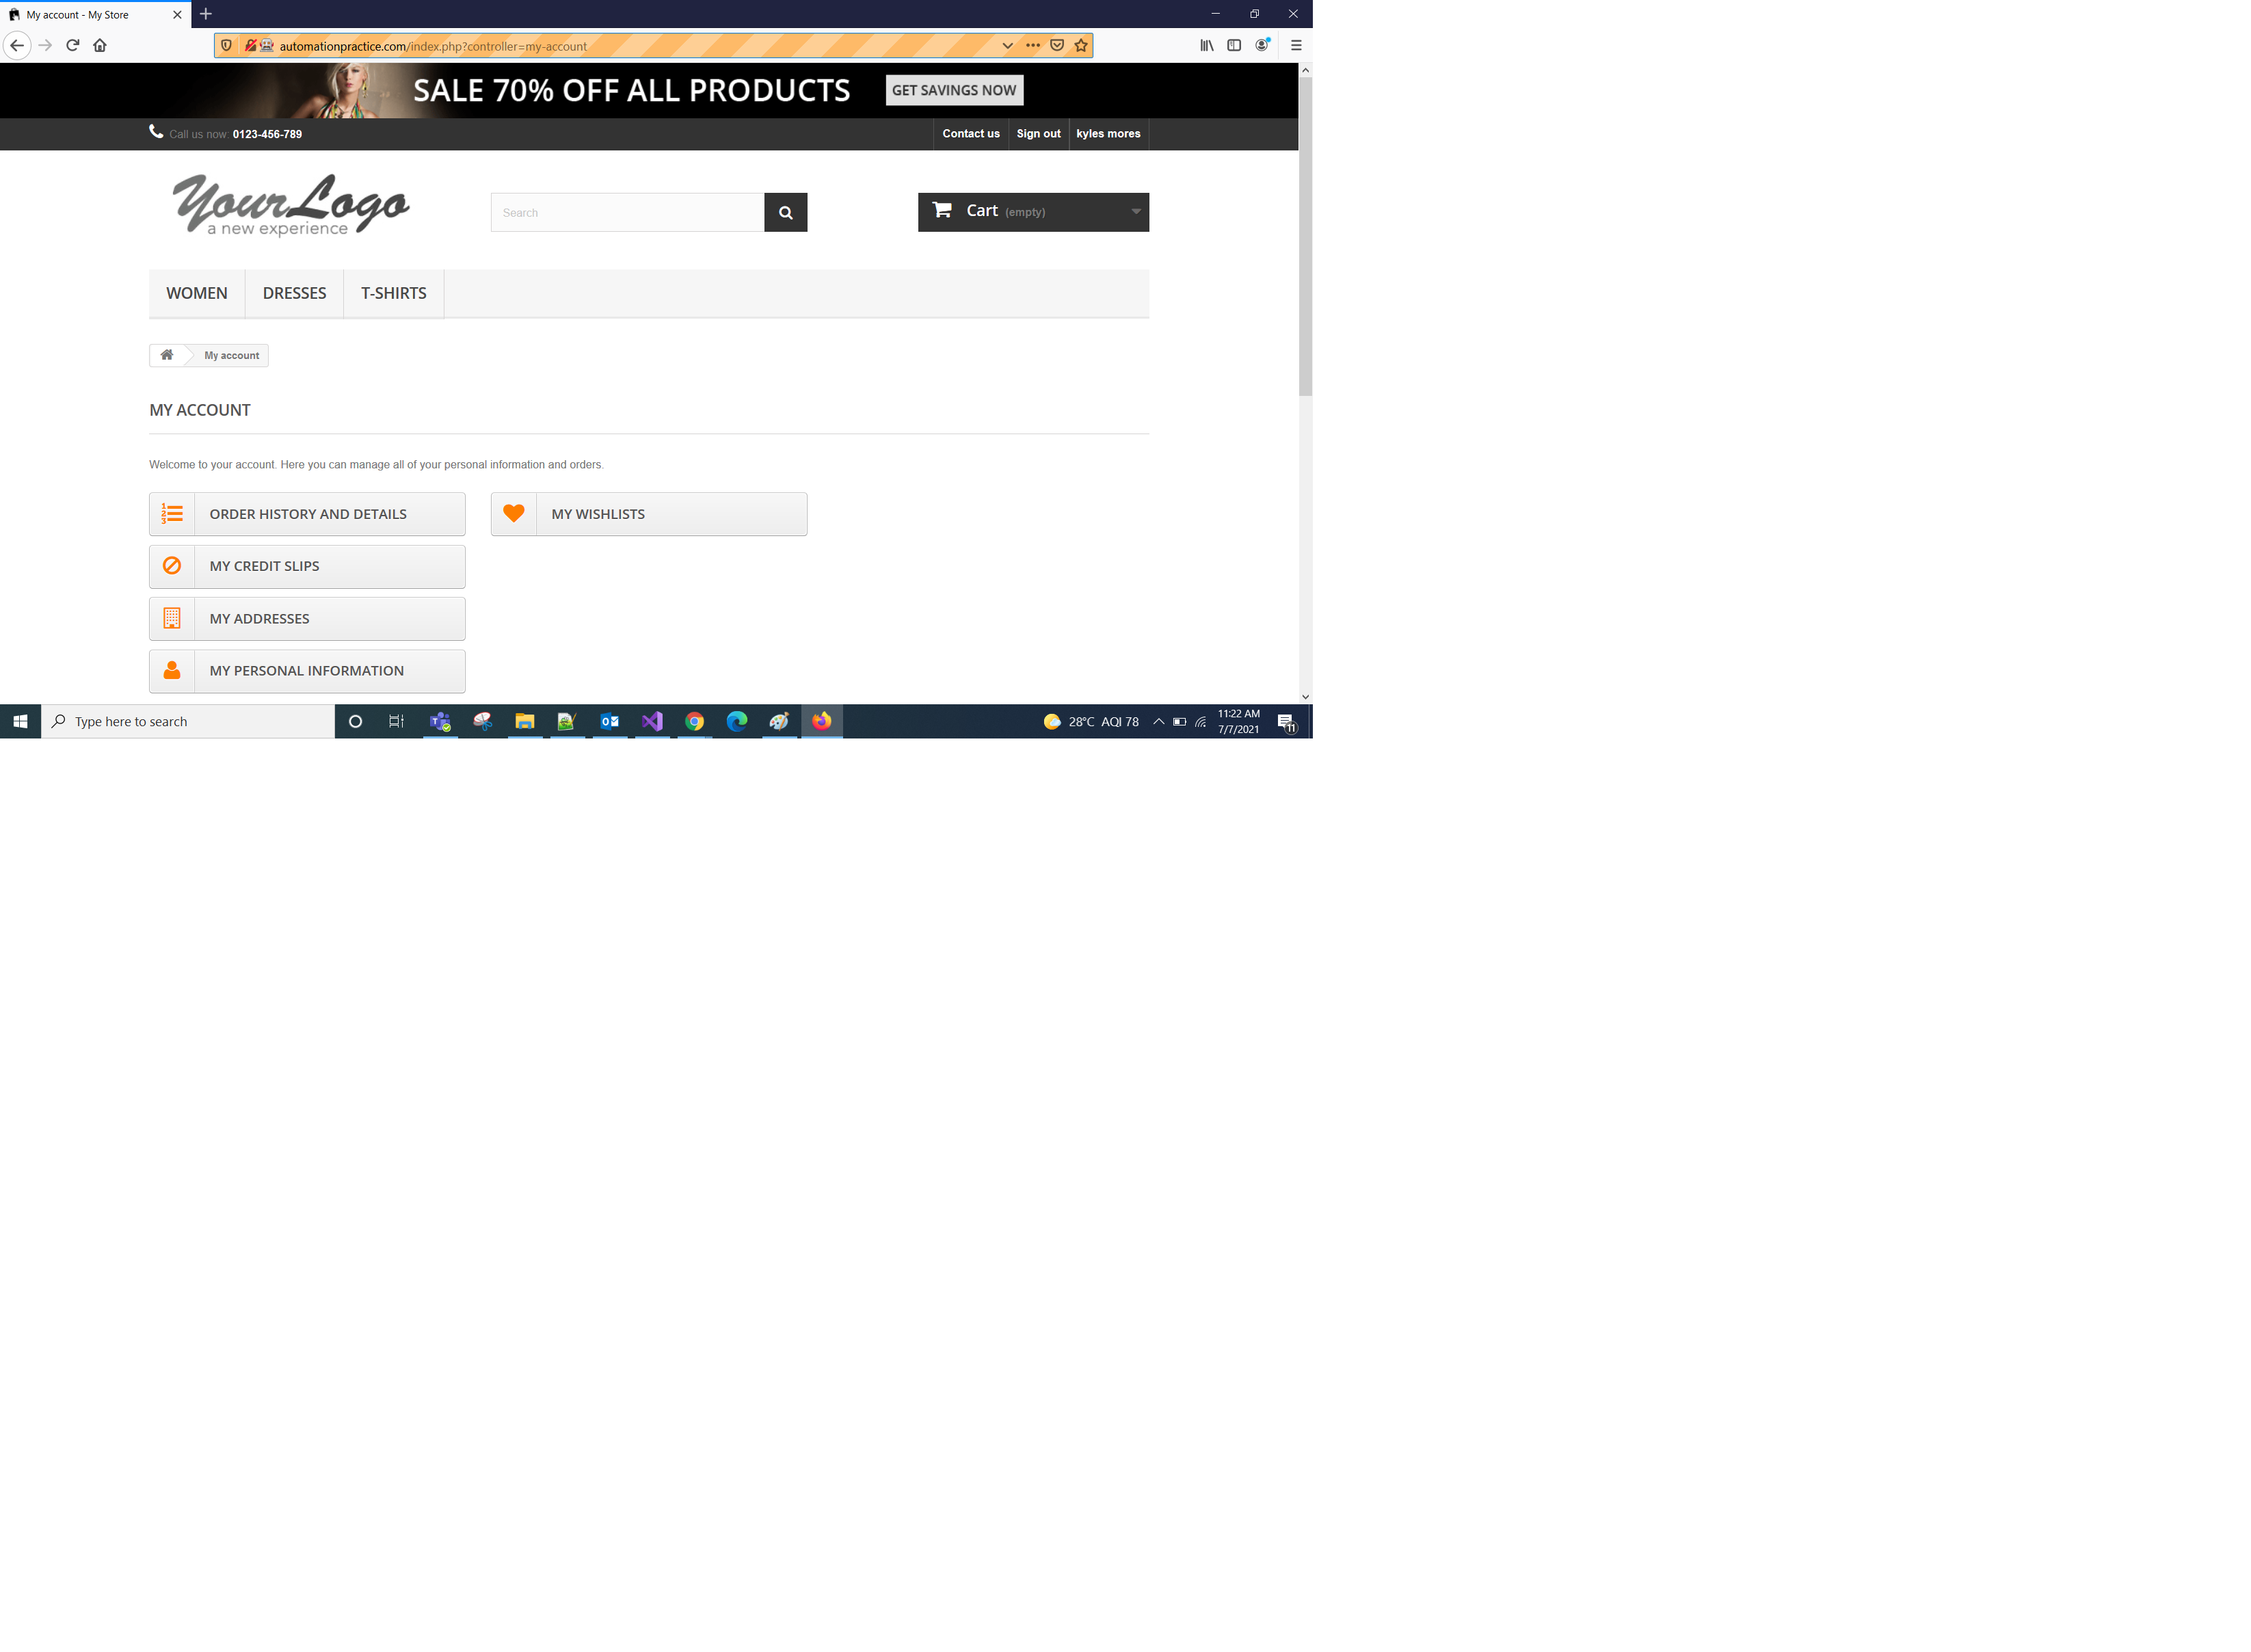 My account - My Store
automationpractice.com/index.php?controller=my-account
SALE 70% OFF ALL PRODUCTS
GET SAVINGS NOW
Call us now: 0123-456-789
Contact us
Sign out
kyles mores
YourLogo
a new experience
Search
Cart (empty)
WOMEN
DRESSES
T-SHIRTS
My account
MY ACCOUNT
Welcome to your account. Here you can manage all of your personal information and orders.
ORDER HISTORY AND DETAILS
MY WISHLISTS
MY CREDIT SLIPS
MY ADDRESSES
MY PERSONAL INFORMATION
Type here to search
28°C AQI 78
11:22 AM
7/7/2021
11